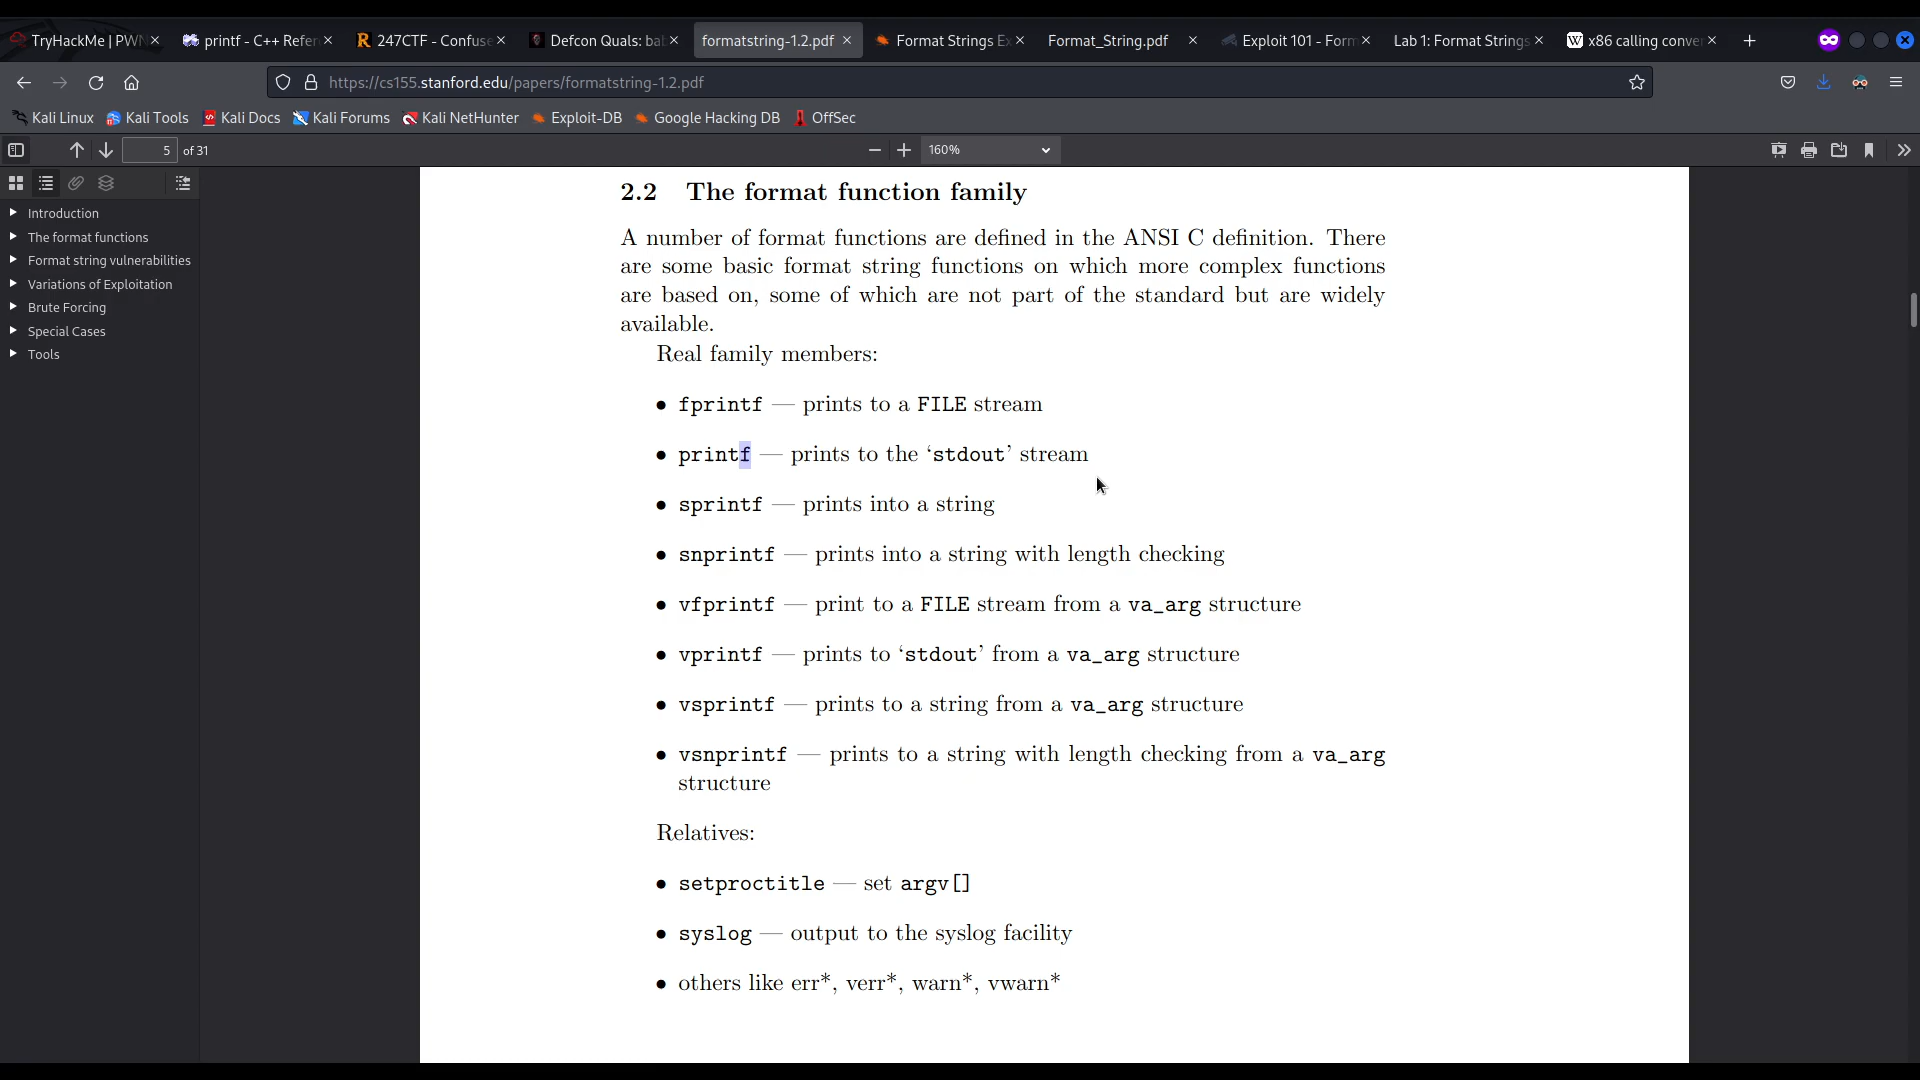 TryHackMe | PWN
printf - C++ Refer
247CTF - Confuse
Defcon Quals: bab
formatstring-1.2.pdf
Format Strings Ex
Format_String.pdf
Exploit 101 - Form
Lab 1: Format Strings
x86 calling conve
https://cs155.stanford.edu/papers/formatstring-1.2.pdf
Kali Linux
Kali Tools
Kali Docs
Kali Forums
Kali NetHunter
Exploit-DB
Google Hacking DB
OffSec
5 of 31
160%
Introduction
The format functions
Format string vulnerabilities
Variations of Exploitation
Brute Forcing
Special Cases
Tools
2.2 The format function family
A number of format functions are defined in the ANSI C definition. There
are some basic format string functions on which more complex functions
are based on, some of which are not part of the standard but are widely
available.
Real family members:
• fprintf — prints to a FILE stream
• printf — prints to the ‘stdout’ stream
• sprintf — prints into a string
• snprintf — prints into a string with length checking
• vfprintf — print to a FILE stream from a va_arg structure
• vprintf — prints to ‘stdout’ from a va_arg structure
• vsprintf — prints to a string from a va_arg structure
• vsnprintf — prints to a string with length checking from a va_arg
structure
Relatives:
• setproctitle — set argv[]
• syslog — output to the syslog facility
• others like err*, verr*, warn*, vwarn*